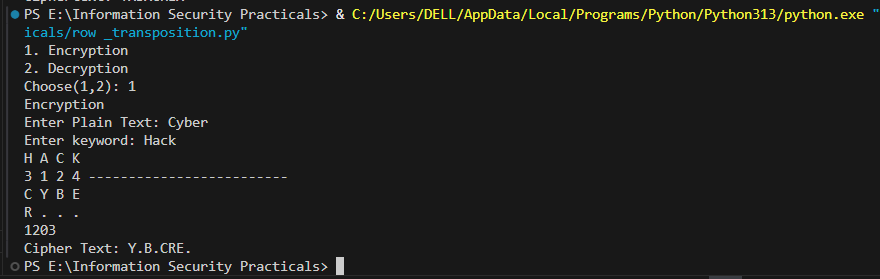 PS E:\Information Security Practicals> & C:/Users/DELL/AppData/Local/Programs/Python/Python313/python.exe "
icals/row _transposition.py"
1. Encryption
2. Decryption
Choose(1,2): 1
Encryption
Enter Plain Text: Cyber
Enter keyword: Hack
H A C K
3 1 2 4 -------------------------
C Y B E
R . . .
1203
Cipher Text: Y.B.CRE.
PS E:\Information Security Practicals>